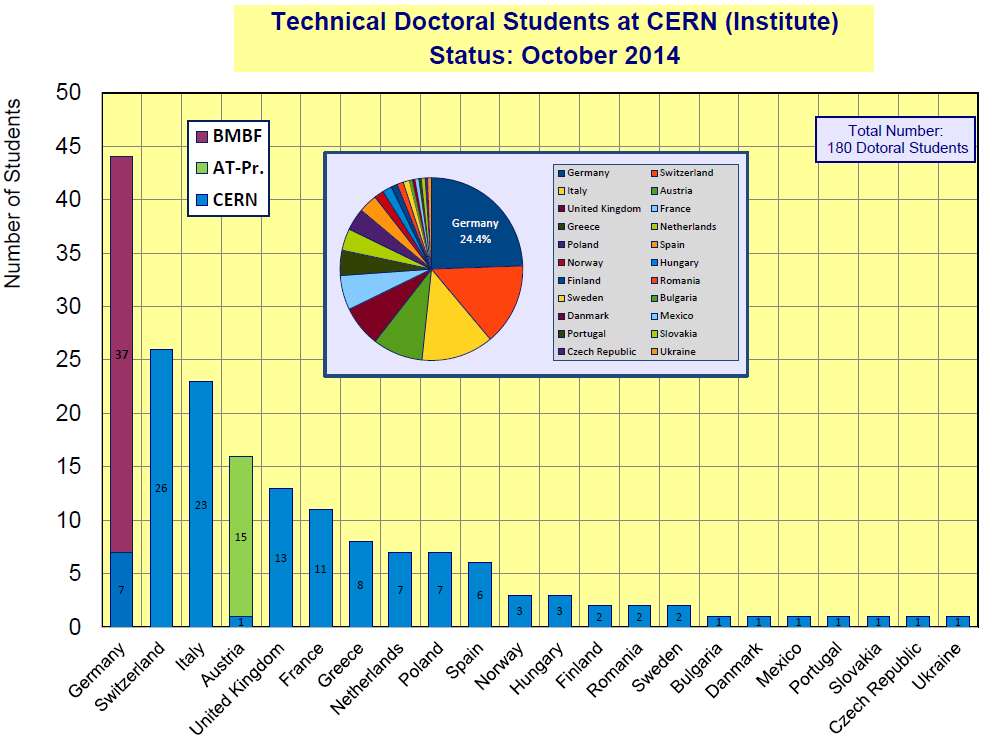 Technical Doctoral Students at CERN (Institute)
Status: October 2014
Number of Students
50
45
40
35
30
25
20
15
10
5
0
BMBF
AT-Pr.
CERN
Total Number:
180 Dotoral Students
Germany
24.4%
Germany Switzerland
Italy Austria
United Kingdom France
Greece Netherlands
Poland Spain
Norway Hungary
Finland Romania
Sweden Bulgaria
Denmark Mexico
Portugal Slovakia
Czech Republic Ukraine
37
7
26
23
15
1
13
11
8
7
7
6
3
3
2
2
2
1
1
1
1
1
1
1
Germany
Switzerland
Italy
Austria
United Kingdom
France
Greece
Netherlands
Poland
Spain
Norway
Hungary
Finland
Romania
Sweden
Bulgaria
Danmark
Mexico
Portugal
Slovakia
Czech Republic
Ukraine